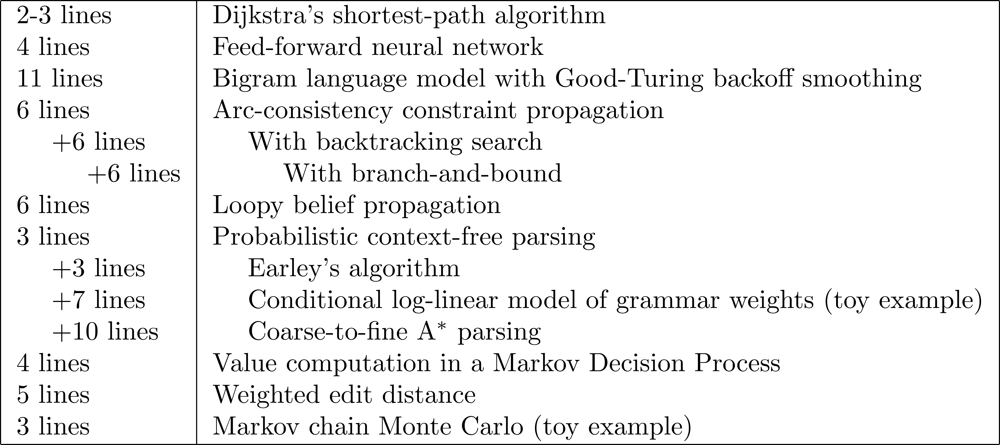 2-3 lines Dijkstra's shortest-path algorithm
4 lines Feed-forward neural network
11 lines Bigram language model with Good-Turing backoff smoothing
6 lines Arc-consistency constraint propagation
+6 lines With backtracking search
+6 lines With branch-and-bound
6 lines Loopy belief propagation
3 lines Probabilistic context-free parsing
+3 lines Earley's algorithm
+7 lines Conditional log-linear model of grammar weights (toy example)
+10 lines Coarse-to-fine A* parsing
4 lines Value computation in a Markov Decision Process
5 lines Weighted edit distance
3 lines Markov chain Monte Carlo (toy example)